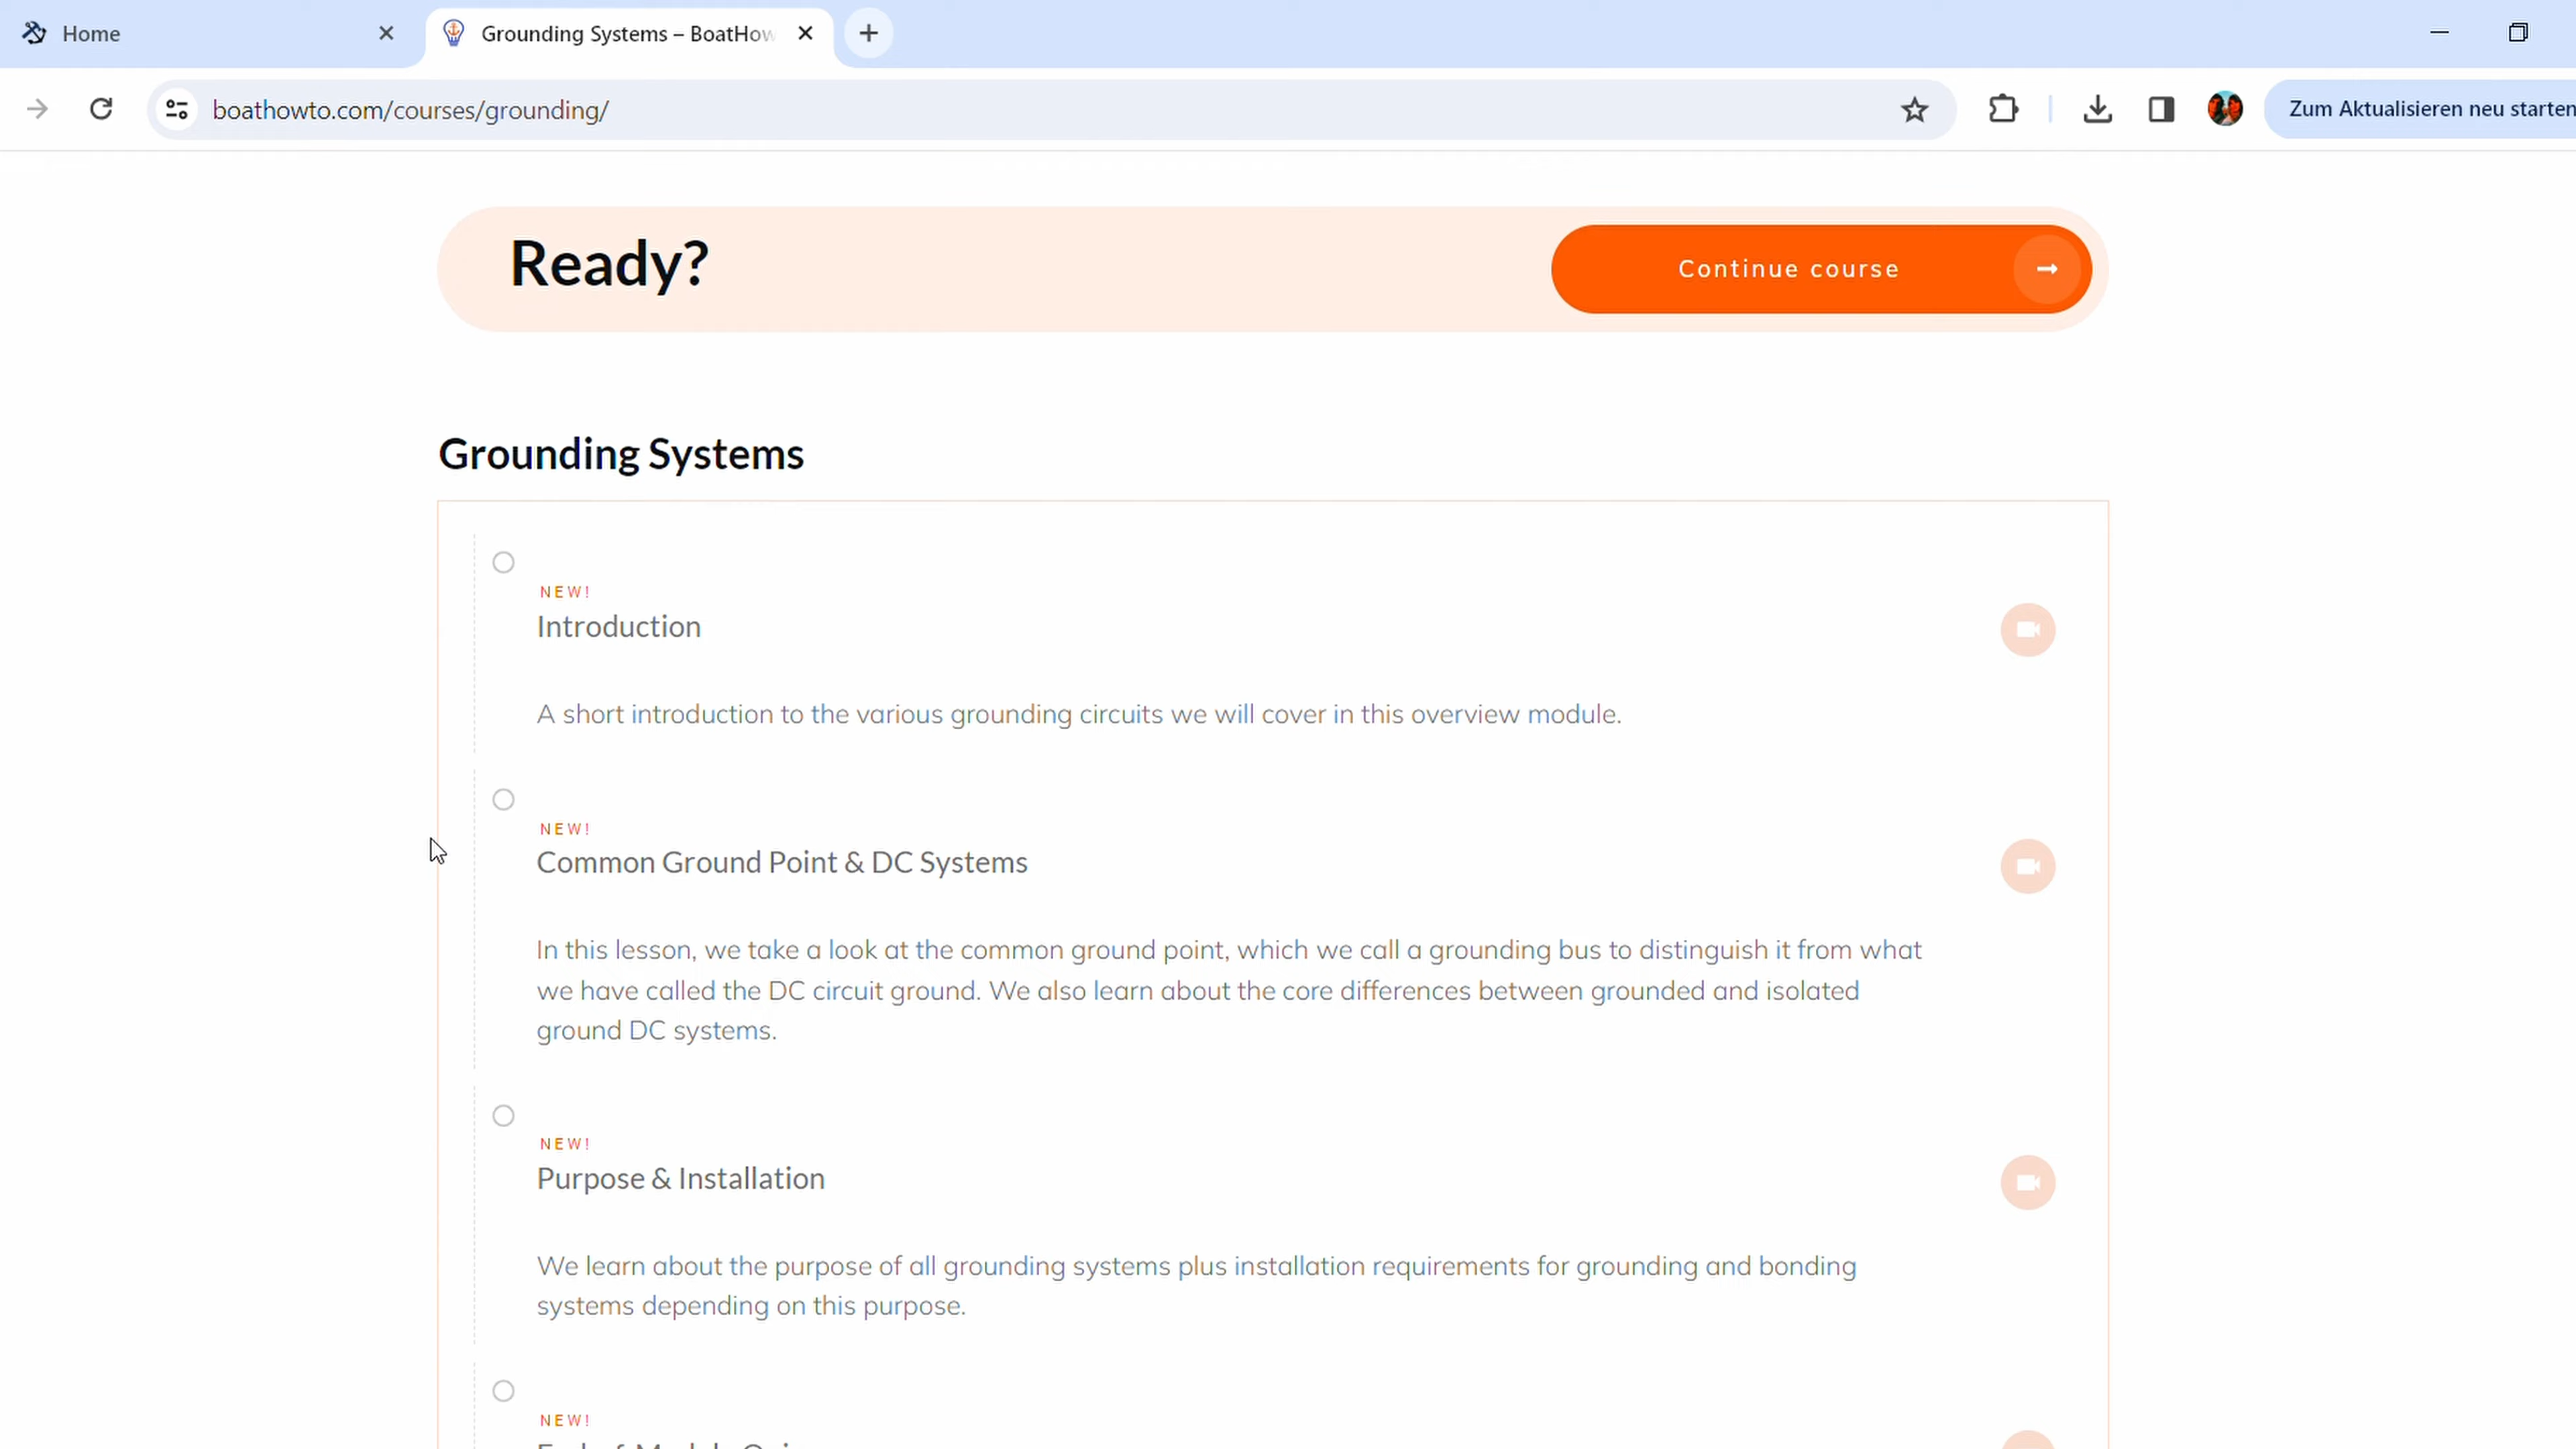 Home
Grounding Systems – BoatHow
boathowto.com/courses/grounding/
Zum Aktualisieren neu starten
Ready?
Continue course
Grounding Systems
NEW!
Introduction
A short introduction to the various grounding circuits we will cover in this overview module.
NEW!
Common Ground Point & DC Systems
In this lesson, we take a look at the common ground point, which we call a grounding bus to distinguish it from what
we have called the DC circuit ground. We also learn about the core differences between grounded and isolated
ground DC systems.
NEW!
Purpose & Installation
We learn about the purpose of all grounding systems plus installation requirements for grounding and bonding
systems depending on this purpose.
NEW!